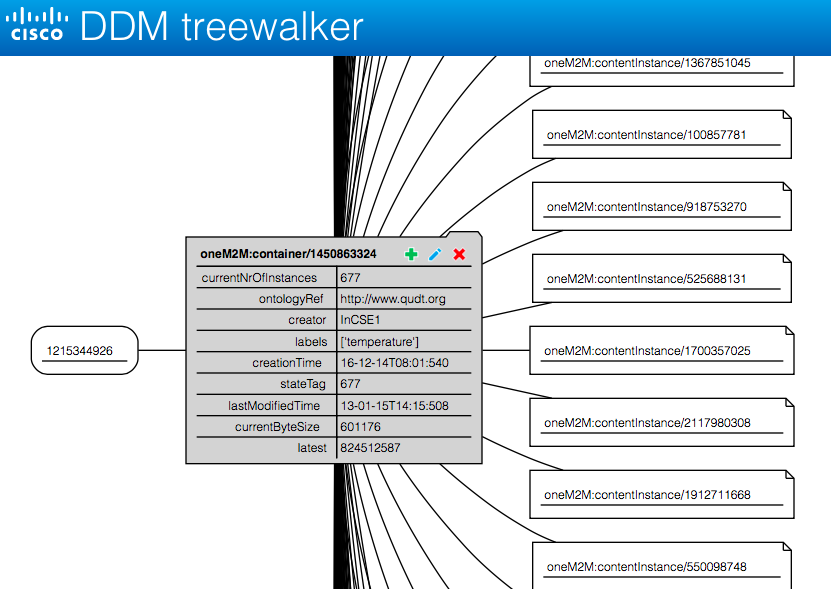 CISCO DDM treewalker
oneM2M:contentInstance/1367851045
oneM2M:contentInstance/100857781
oneM2M:contentInstance/918753270
oneM2M:container/1450863324
currentNrOfInstances 677
ontologyRef http://www.qudt.org
creator InCSE1
labels ['temperature']
creationTime 16-12-14T08:01:540
stateTag 677
lastModifiedTime 13-01-15T14:15:508
currentByteSize 601176
latest 824512587
1215344926
oneM2M:contentInstance/525688131
oneM2M:contentInstance/1700357025
oneM2M:contentInstance/2117980308
oneM2M:contentInstance/1912711668
oneM2M:contentInstance/550098748